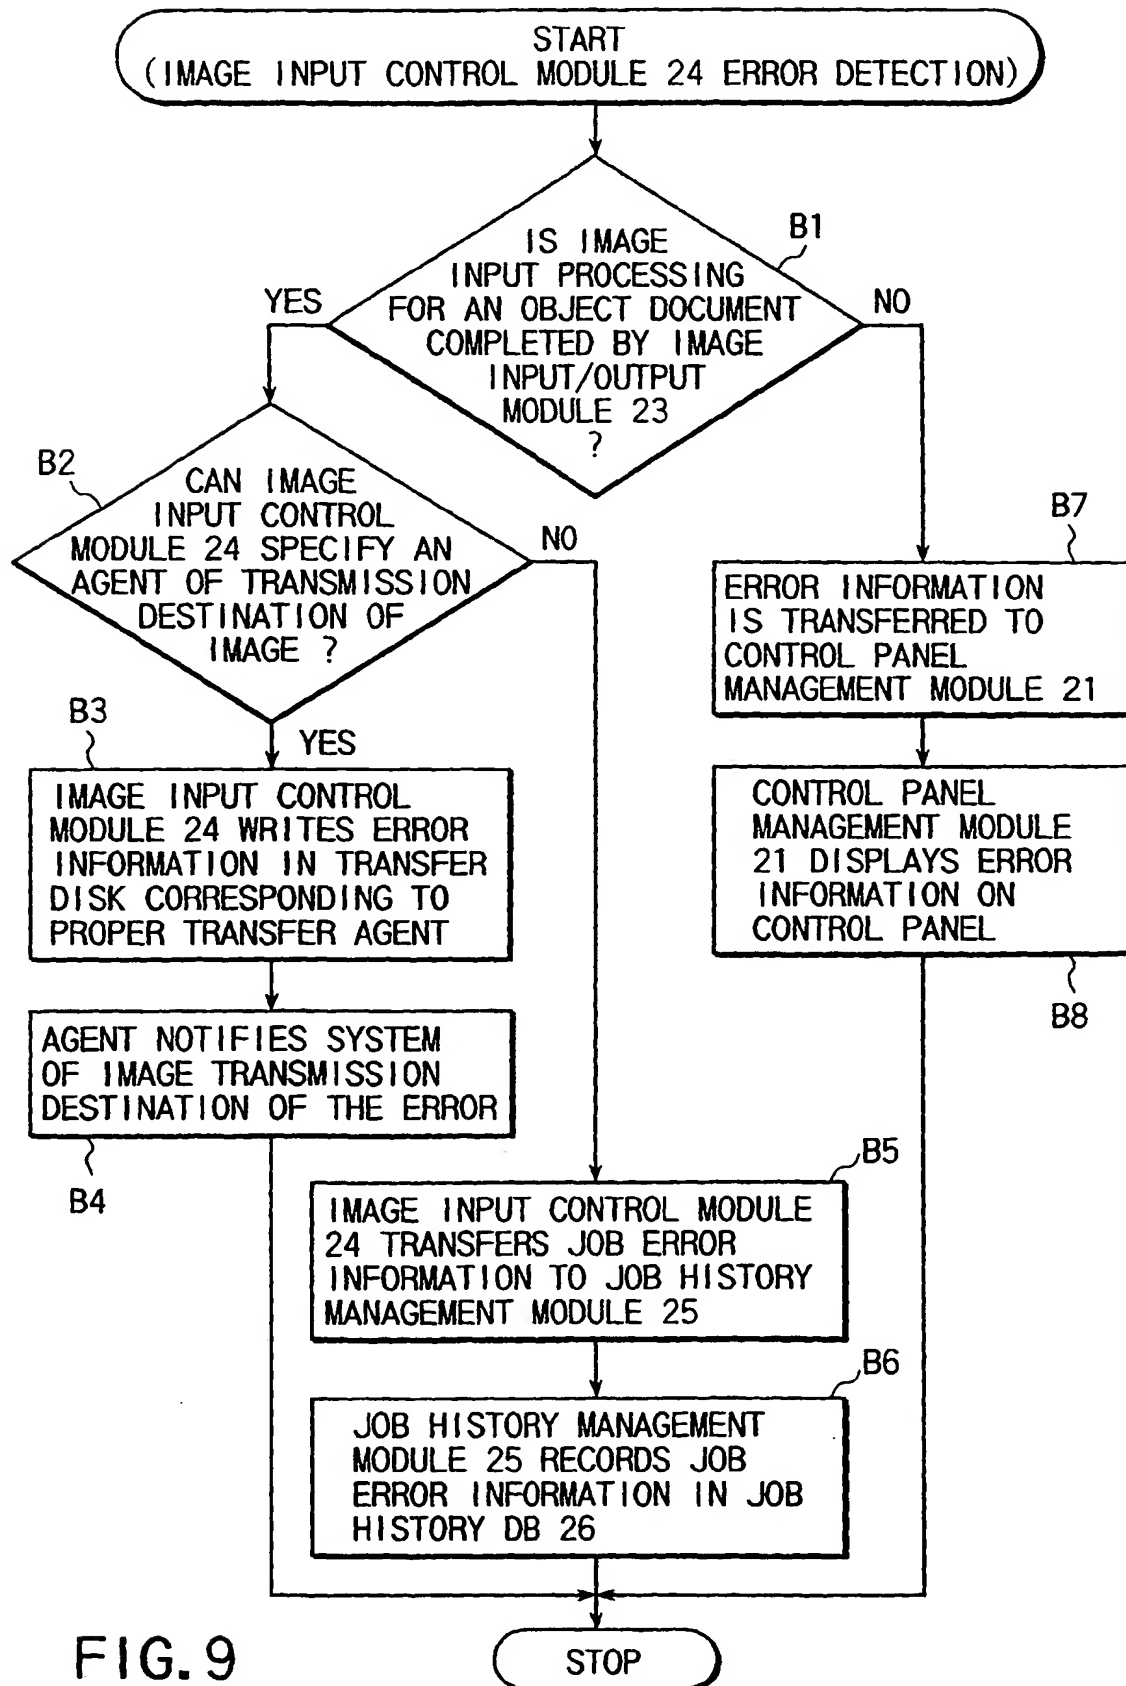 START
(IMAGE INPUT CONTROL MODULE 24 ERROR DETECTION)
B1
IS IMAGE
INPUT PROCESSING
FOR AN OBJECT DOCUMENT
COMPLETED BY IMAGE
INPUT/OUTPUT
MODULE 23
?
YES
NO
B2
CAN IMAGE
INPUT CONTROL
MODULE 24 SPECIFY AN
AGENT OF TRANSMISSION
DESTINATION OF
IMAGE ?
NO
YES
B3
IMAGE INPUT CONTROL
MODULE 24 WRITES ERROR
INFORMATION IN TRANSFER
DISK CORRESPONDING TO
PROPER TRANSFER AGENT
AGENT NOTIFIES SYSTEM
OF IMAGE TRANSMISSION
DESTINATION OF THE ERROR
B4
B5
IMAGE INPUT CONTROL MODULE
24 TRANSFERS JOB ERROR
INFORMATION TO JOB HISTORY
MANAGEMENT MODULE 25
B6
JOB HISTORY MANAGEMENT
MODULE 25 RECORDS JOB
ERROR INFORMATION IN JOB
HISTORY DB 26
B7
ERROR INFORMATION
IS TRANSFERRED TO
CONTROL PANEL
MANAGEMENT MODULE 21
CONTROL PANEL
MANAGEMENT MODULE
21 DISPLAYS ERROR
INFORMATION ON
CONTROL PANEL
B8
STOP
FIG. 9